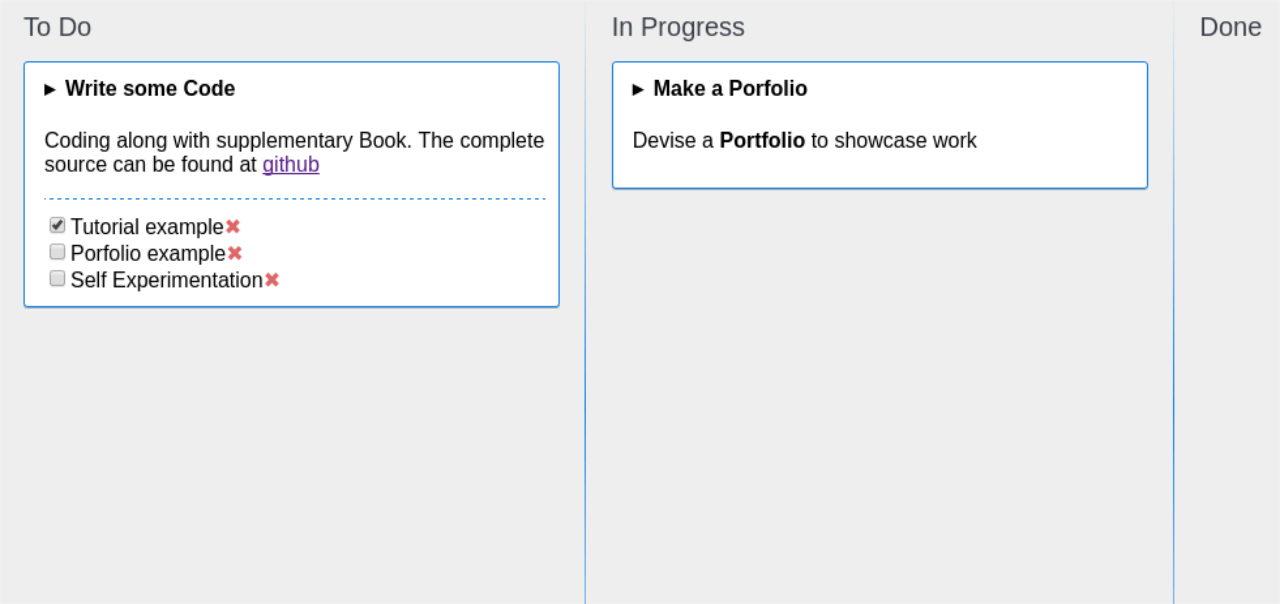 To Do
Write some Code
Coding along with supplementary Book. The complete
source can be found at github
Tutorial example✖
Porfolio example✖
Self Experimentation✖
In Progress
Make a Porfolio
Devise a Portfolio to showcase work
Done